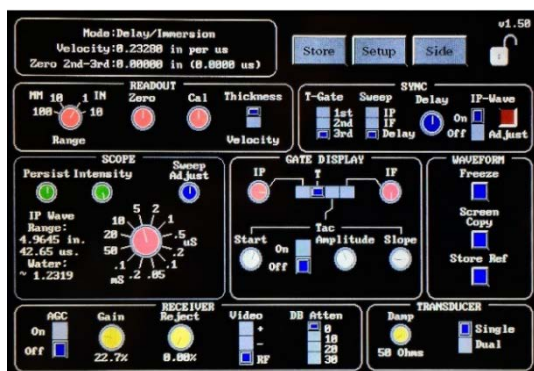 v1.50
Mode:Delay/Immersion
Velocity:0.23280 in per us
Zero 2nd-3rd:0.00000 in (0.0000 us)
Store
Setup
Side
READOUT
MM 10 1 IN
100 10
Range
Zero
Cal
Thickness
Velocity
SYNC
T-Gate
1st
2nd
3rd
Sweep
IP
IF
Delay
Delay
IP-Wave
On
Off
Adjust
SCOPE
Persist Intensity
Sweep
Adjust
IP Wave
Range:
4.9645 in.
42.65 us.
Water:
~ 1.2319
5 2
10 1
20 .5
uS
50 .2
.1 .1
mS .2 .05
GATE DISPLAY
IP
T
IF
Tac
Start
On
Off
Amplitude
Slope
WAVEFORM
Freeze
Screen
Copy
Store Ref
RECEIVER
AGC
On
Off
Gain
22.7%
Reject
0.00%
Video
+
-
RF
DB Atten
0
10
20
30
TRANSDUCER
Damp
50 Ohms
Single
Dual